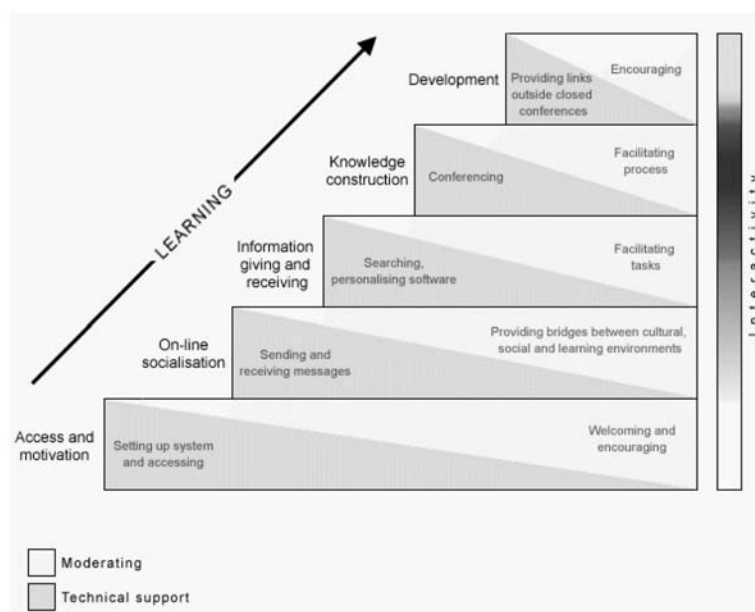 Development
Providing links
outside closed
conferences
Encouraging
Knowledge
construction
Conferencing
Facilitating
process
Information
giving and
receiving
Searching,
personalising software
Facilitating
tasks
On-line
socialisation
Sending and
receiving messages
Providing bridges between cultural,
social and learning environments
Access and
motivation
Setting up system
and accessing
Welcoming and
encouraging
LEARNING
Interactivity
Moderating
Technical support